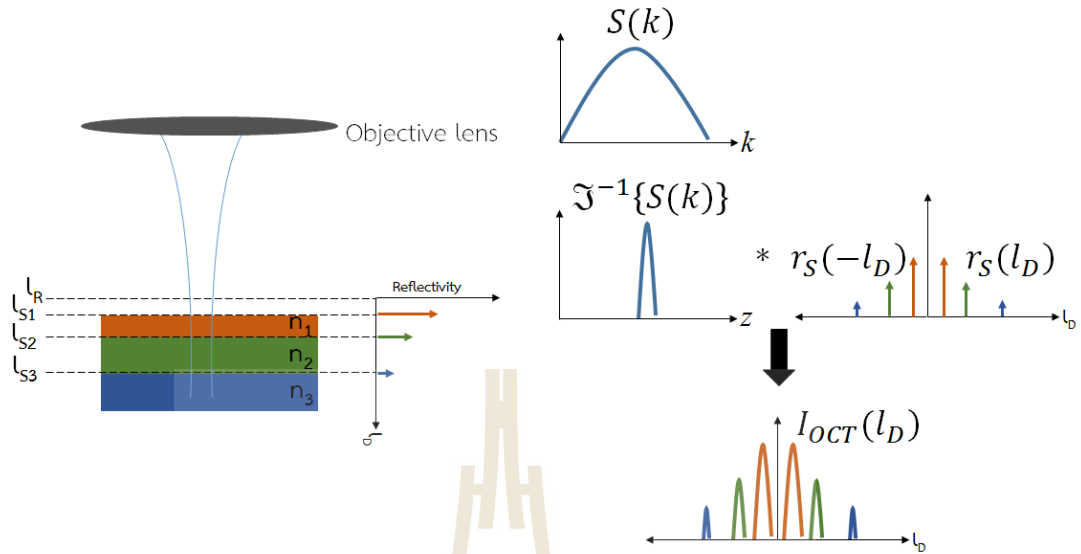 S(k)
k
Objective lens
ℑ⁻¹{S(k)}
z
* r_S(-l_D) r_S(l_D)
l_D
l_R
l_S1
l_S2
l_S3
n_1
n_2
n_3
Reflectivity
l_D
I_OCT(l_D)
l_D